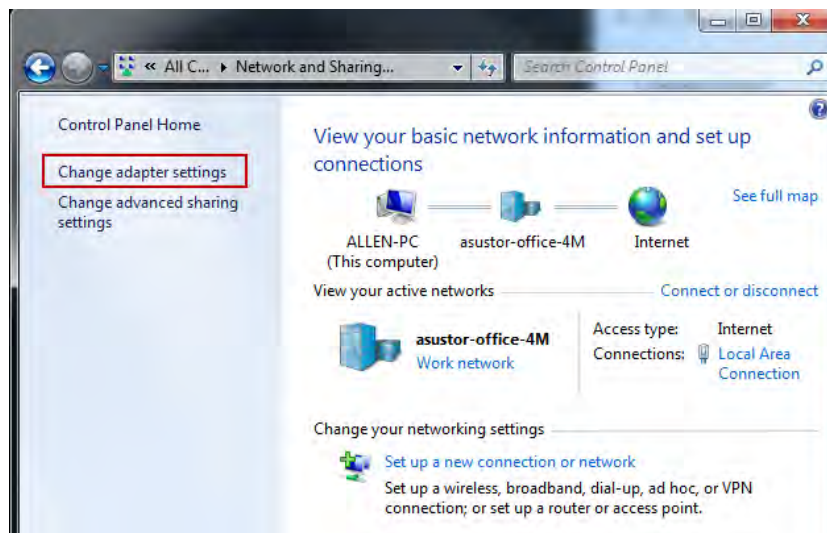 « All C... ▸ Network and Sharing...
Search Control Panel
Control Panel Home
Change adapter settings
Change advanced sharing
settings
View your basic network information and set up
connections
See full map
ALLEN-PC
(This computer)
asustor-office-4M
Internet
View your active networks
Connect or disconnect
asustor-office-4M
Work network
Access type:
Internet
Connections:
Local Area
Connection
Change your networking settings
Set up a new connection or network
Set up a wireless, broadband, dial-up, ad hoc, or VPN
connection; or set up a router or access point.